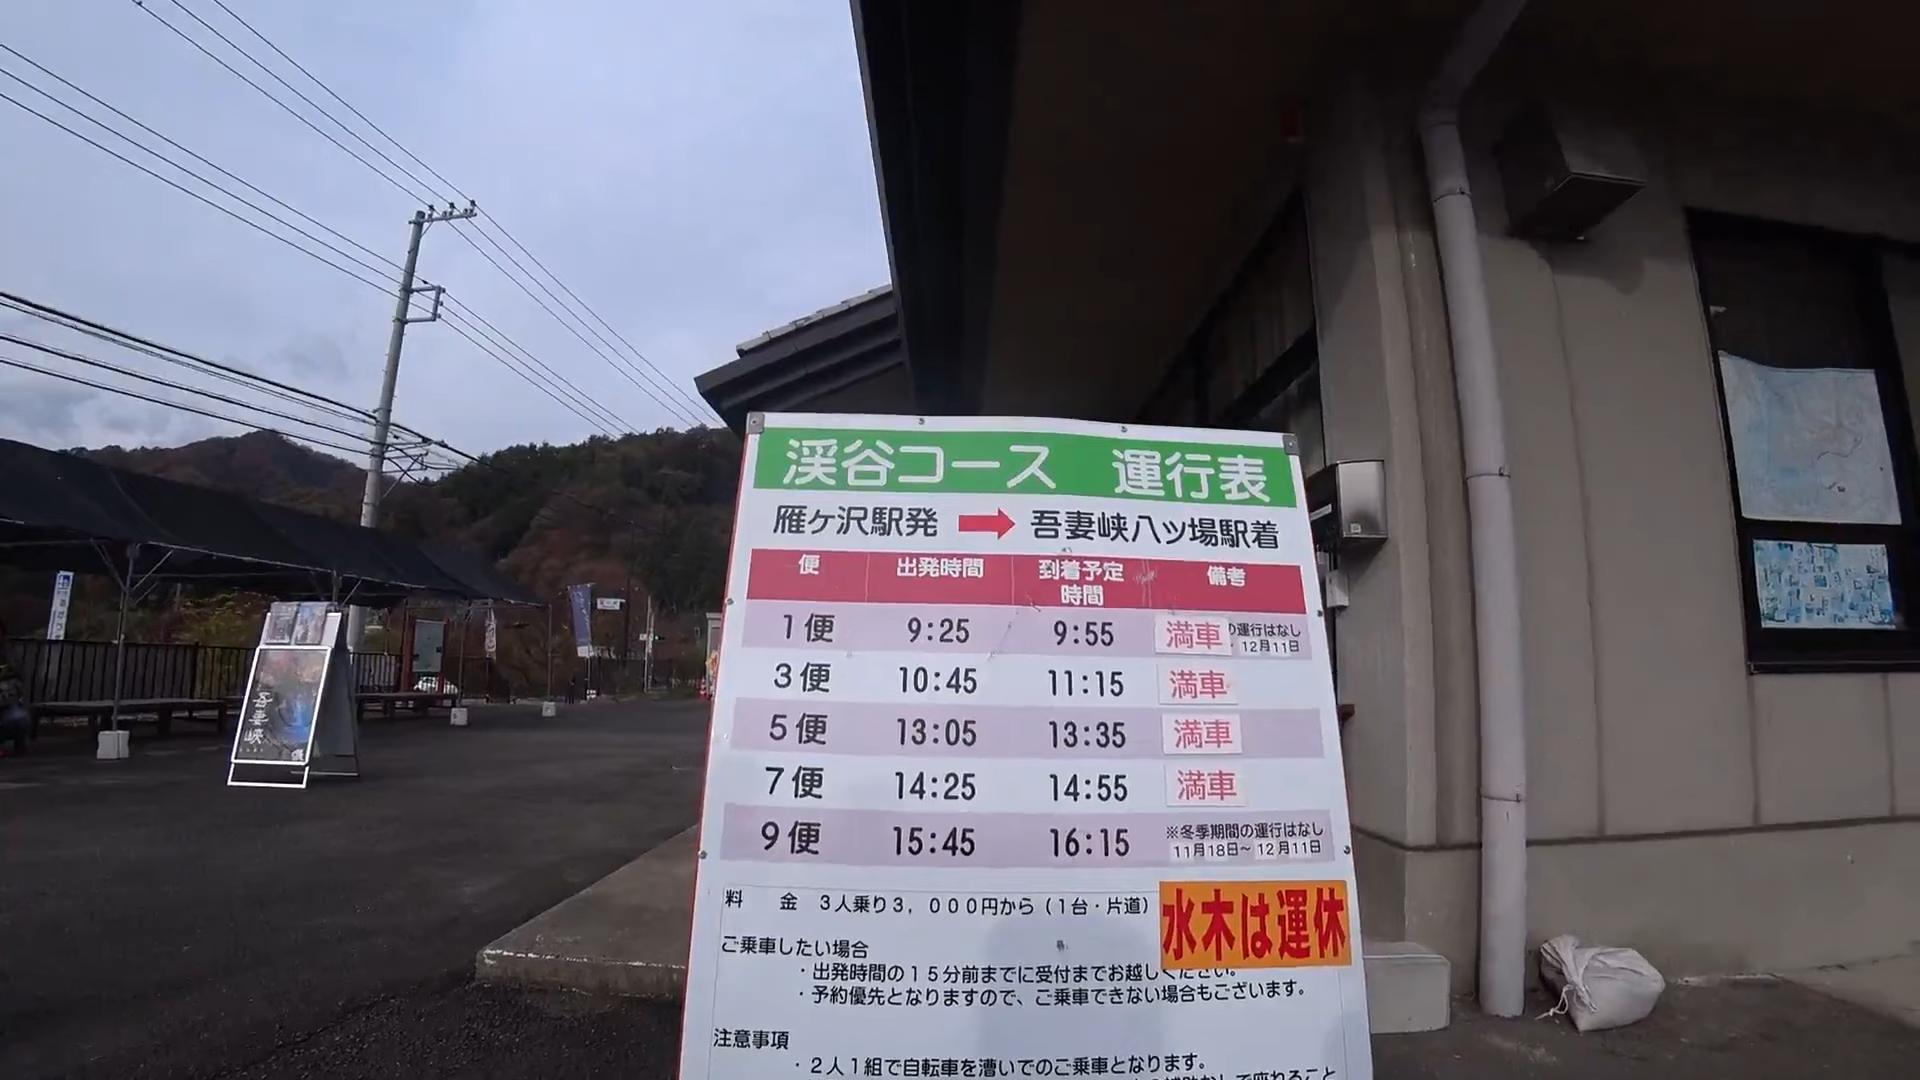 渓谷コース 運行表
雁ヶ沢駅発 → 吾妻峡八ッ場駅着
便 出発時間 到着予定時間 備考
1便 9:25 9:55 満車 の運行はなし 12月11日
3便 10:45 11:15 満車
5便 13:05 13:35 満車
7便 14:25 14:55 満車
9便 15:45 16:15 ※冬季期間の運行はなし 11月18日～12月11日
料 金 3人乗り3,000円から(1台・片道)
水木は運休
ご乗車したい場合
・出発時間の15分前までに受付までお越しください。
・予約優先となりますので、ご乗車できない場合もございます。
注意事項
・2人1組で自転車を漕いでのご乗車となります。
吾妻峡